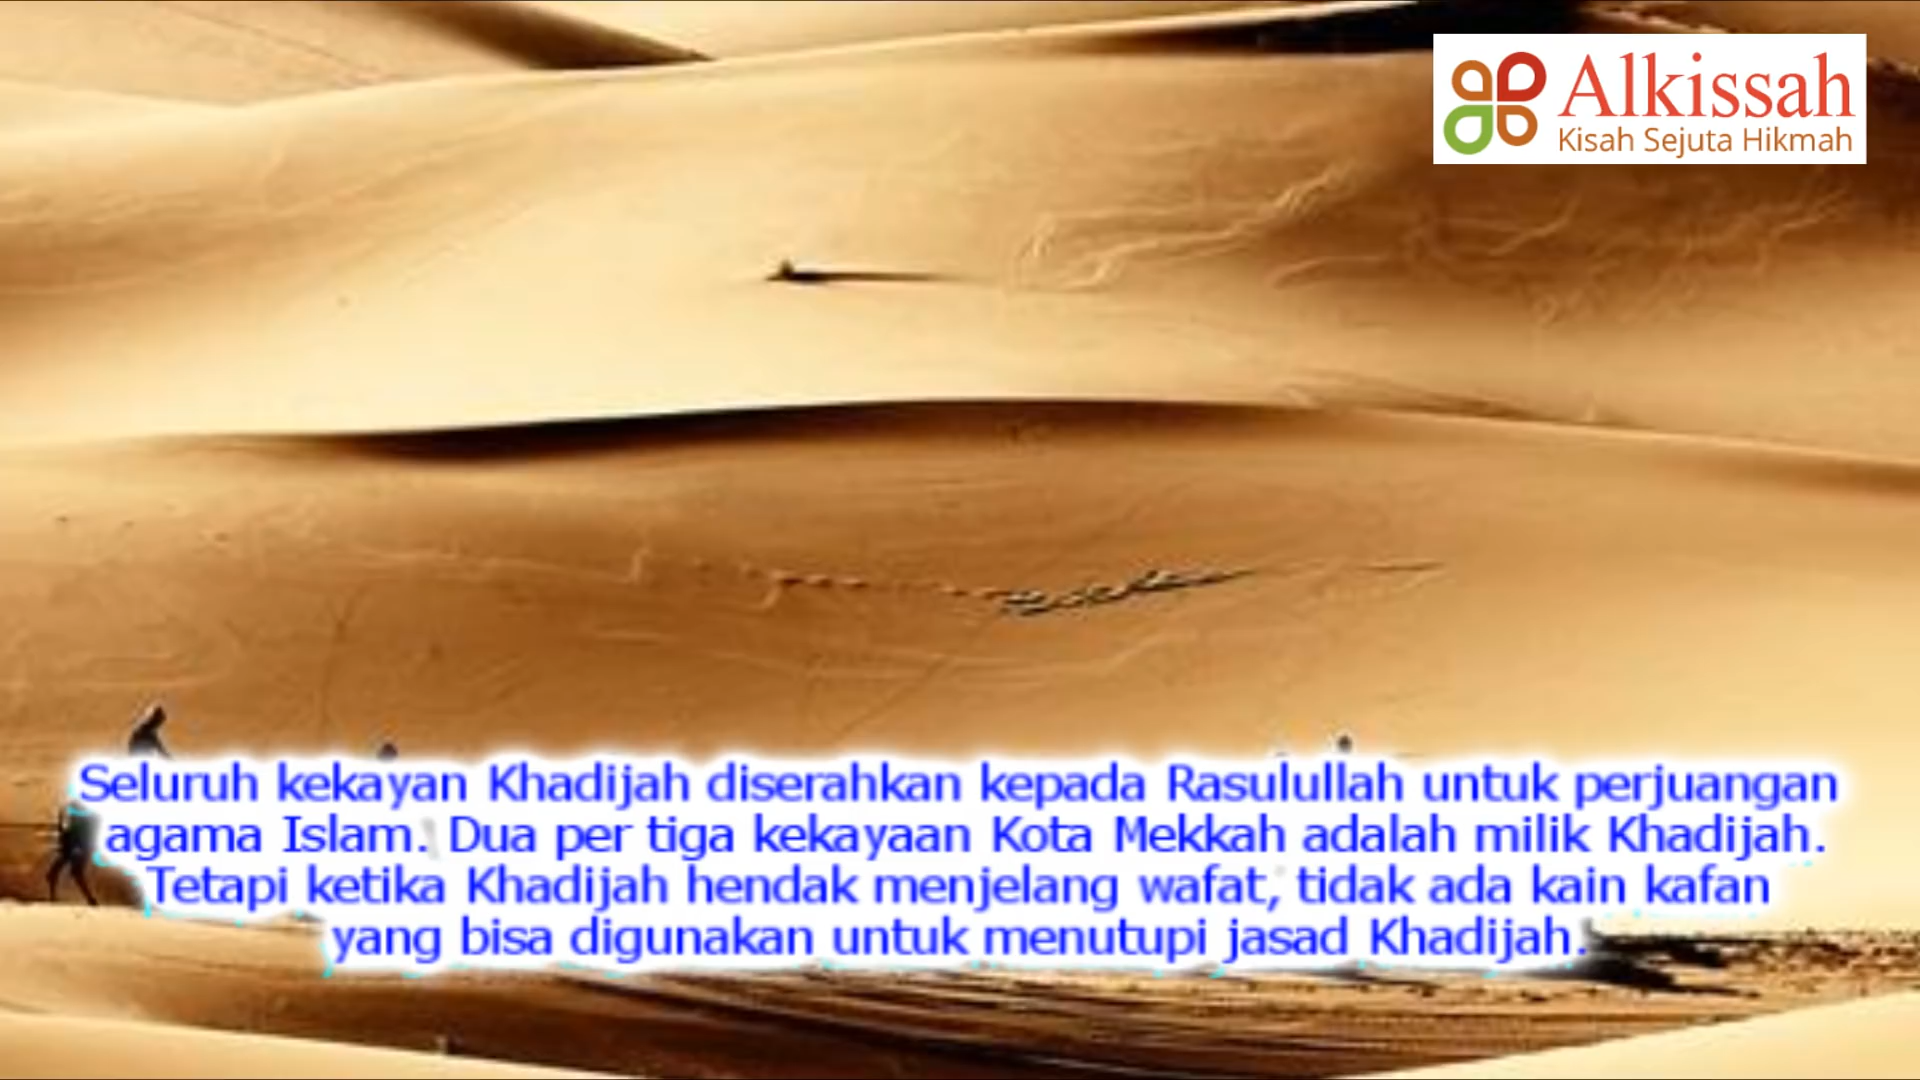 Alkissah
Kisah Sejuta Hikmah
Seluruh kekayan Khadijah diserahkan kepada Rasulullah untuk perjuangan
agama Islam. Dua per tiga kekayaan Kota Mekkah adalah milik Khadijah.
Tetapi ketika Khadijah hendak menjelang wafat, tidak ada kain kafan
yang bisa digunakan untuk menutupi jasad Khadijah.